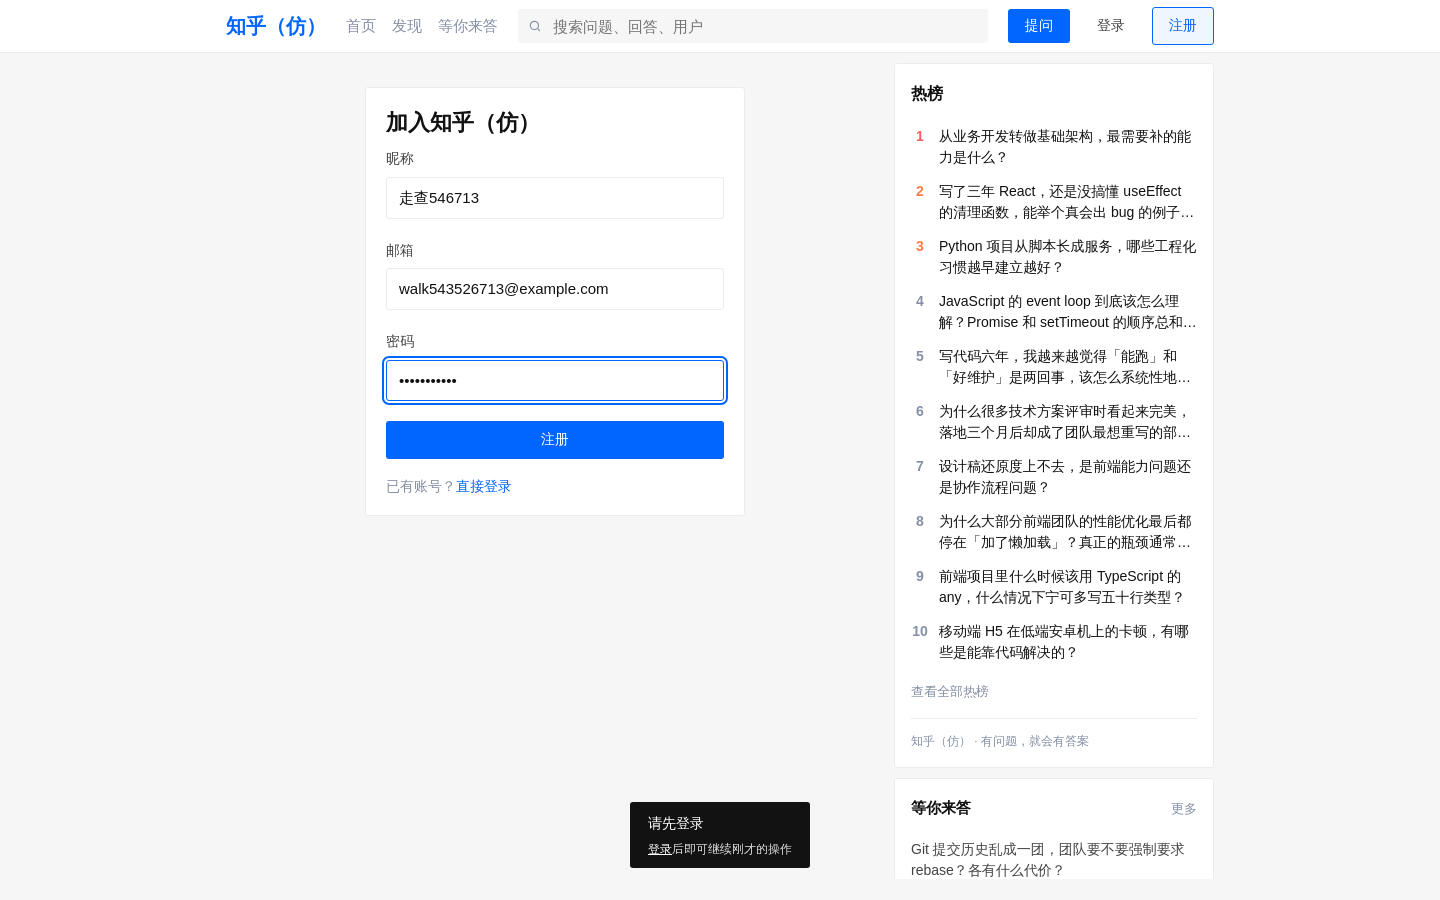 知乎（仿） 首页 发现 等你来答 搜索问题、回答、用户 提问 登录 注册
加入知乎（仿）
昵称
走查546713
邮箱
walk543526713@example.com
密码
•••••••••••
注册
已有账号？直接登录
热榜
1 从业务开发转做基础架构，最需要补的能
力是什么？
2 写了三年 React，还是没搞懂 useEffect
的清理函数，能举个真会出 bug 的例子…
3 Python 项目从脚本长成服务，哪些工程化
习惯越早建立越好？
4 JavaScript 的 event loop 到底该怎么理
解？Promise 和 setTimeout 的顺序总和…
5 写代码六年，我越来越觉得「能跑」和
「好维护」是两回事，该怎么系统性地…
6 为什么很多技术方案评审时看起来完美，
落地三个月后却成了团队最想重写的部…
7 设计稿还原度上不去，是前端能力问题还
是协作流程问题？
8 为什么大部分前端团队的性能优化最后都
停在「加了懒加载」？真正的瓶颈通常…
9 前端项目里什么时候该用 TypeScript 的
any，什么情况下宁可多写五十行类型？
10 移动端 H5 在低端安卓机上的卡顿，有哪
些是能靠代码解决的？
查看全部热榜
知乎（仿） · 有问题，就会有答案
等你来答 更多
Git 提交历史乱成一团，团队要不要强制要求
rebase？各有什么代价？
请先登录
登录后即可继续刚才的操作